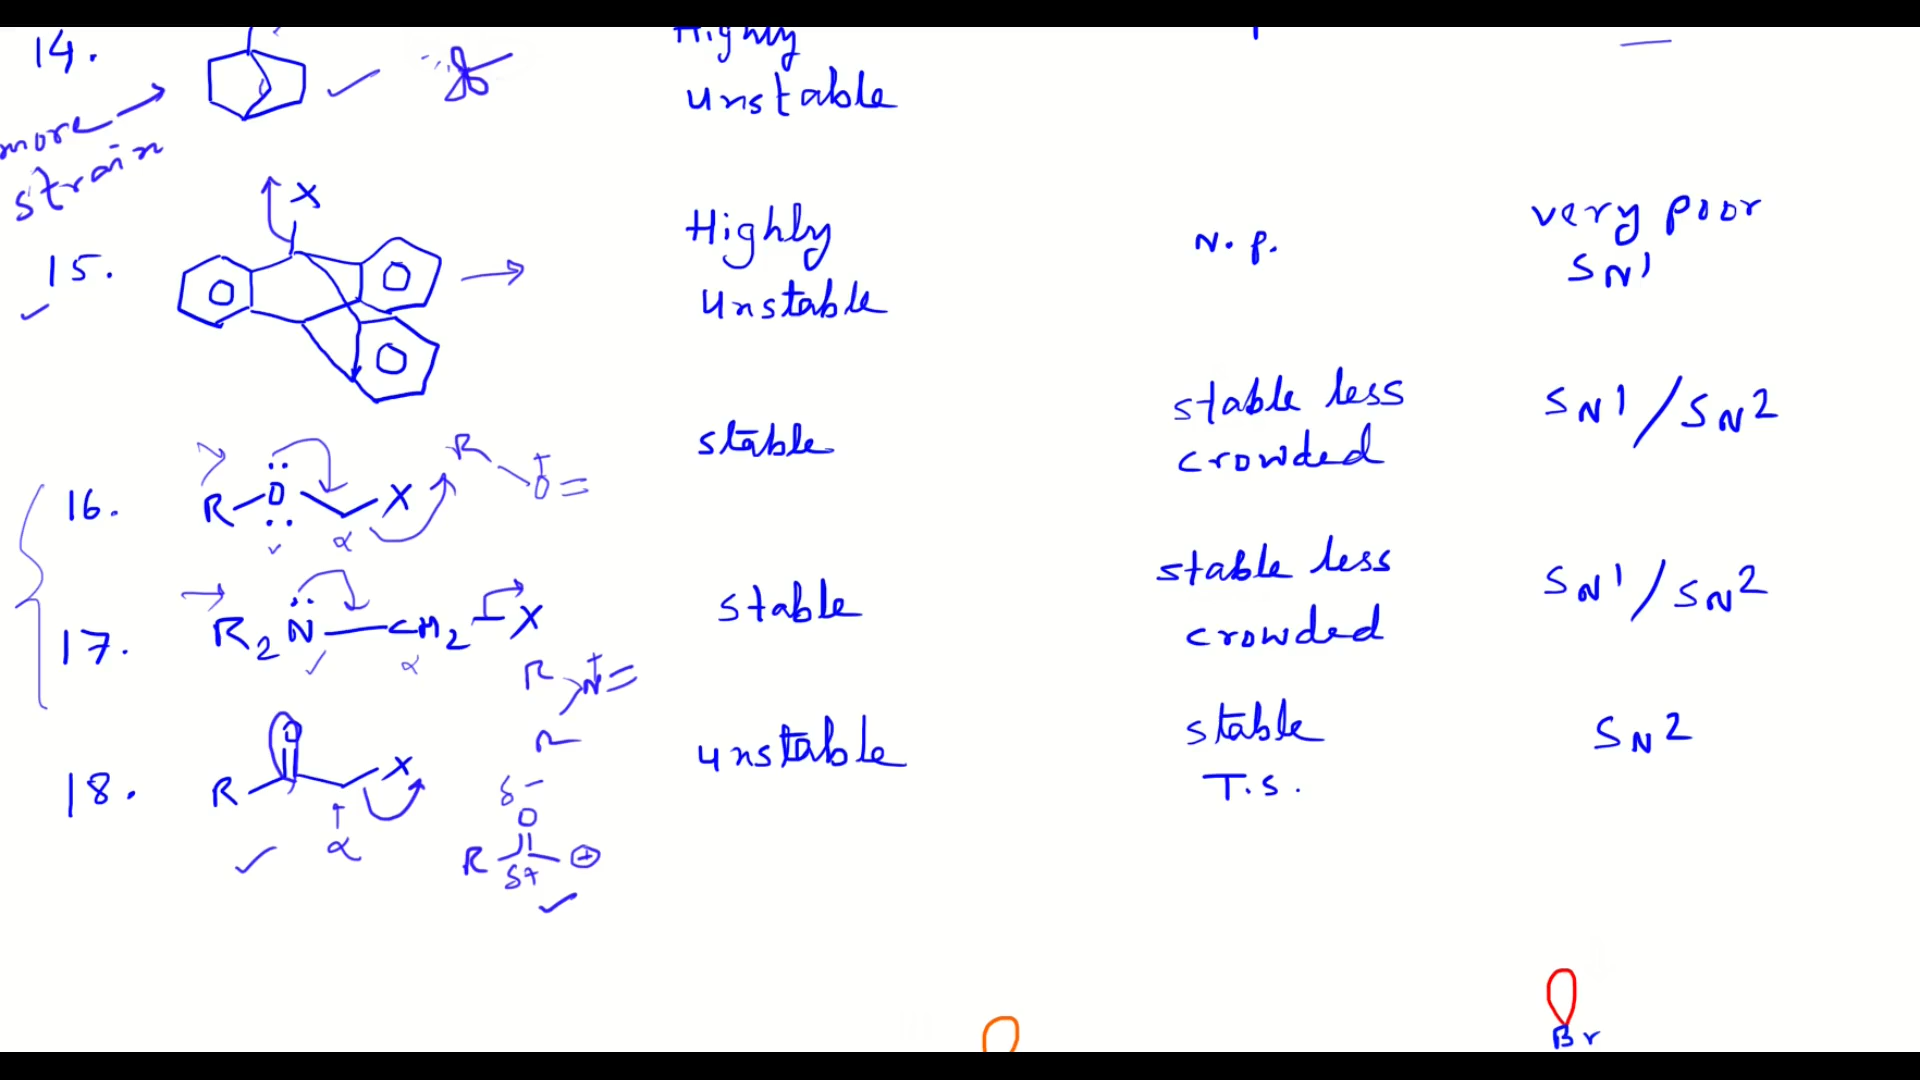 14.
Highly
unstable
more
strain
X
15.
Highly
unstable
N.P.
very poor
SN1
16.
R-O X
α
R O+ =
stable
stable less
crowded
SN1/SN2
17.
R2N-CH2-X
α
R N+ =
R
stable
stable less
crowded
SN1/SN2
18.
R O X
α
δ-
O
R ⊕
δ+
unstable
stable
T.S.
SN2
Br